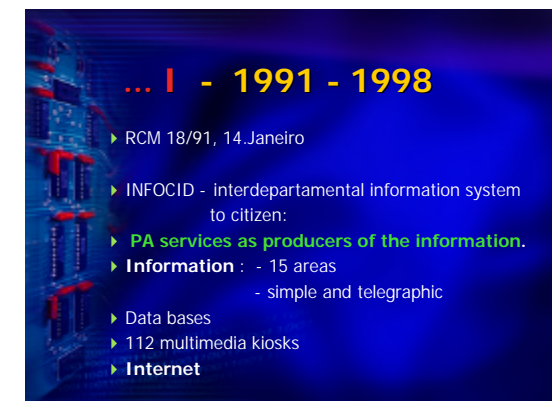 ... I - 1991 - 1998
RCM 18/91, 14.Janeiro
INFOCID - interdepartamental information system
to citizen:
PA services as producers of the information.
Information : - 15 areas
- simple and telegraphic
Data bases
112 multimedia kiosks
Internet